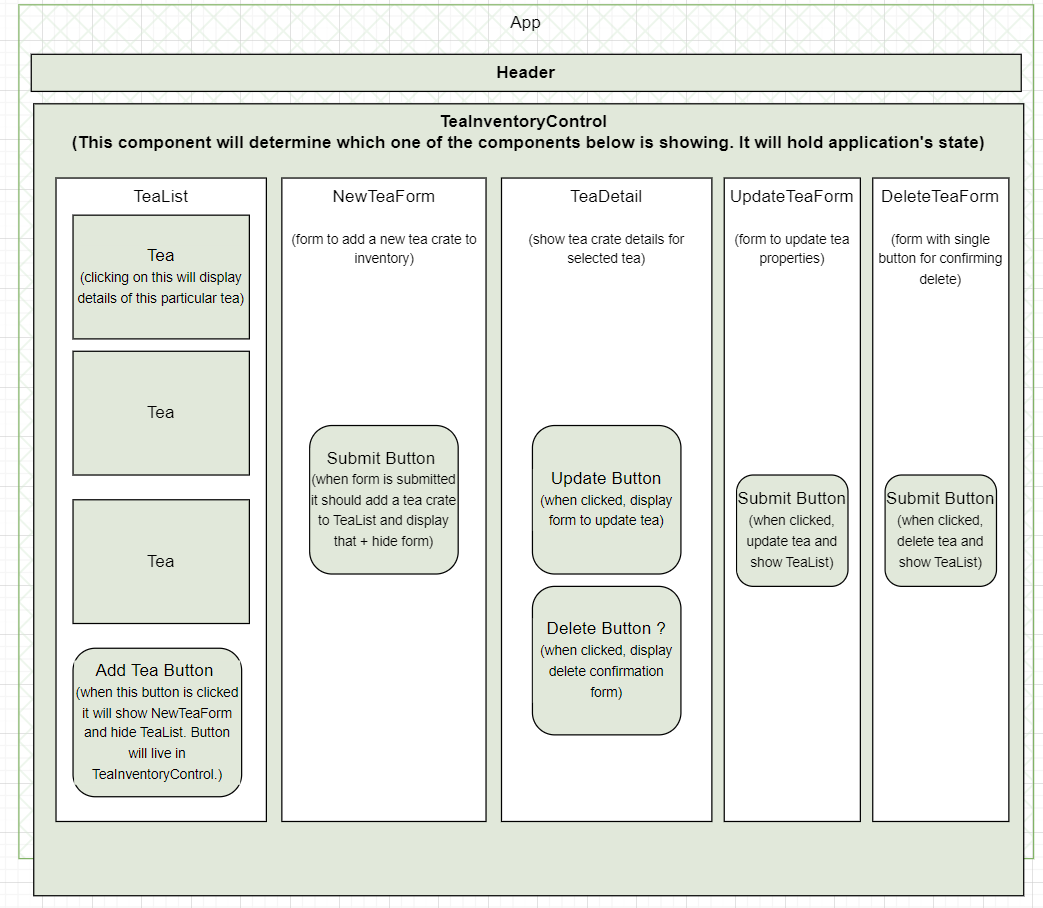 App
Header
TeaInventoryControl
(This component will determine which one of the components below is showing. It will hold application's state)
TeaList
Tea
(clicking on this will display
details of this particular tea)
Tea
Tea
Add Tea Button
(when this button is clicked
it will show NewTeaForm
and hide TeaList. Button
will live in
TeaInventoryControl.)
NewTeaForm
(form to add a new tea crate to
inventory)
Submit Button
(when form is submitted
it should add a tea crate
to TeaList and display
that + hide form)
TeaDetail
(show tea crate details for
selected tea)
Update Button
(when clicked, display
form to update tea)
Delete Button ?
(when clicked, display
delete confirmation
form)
UpdateTeaForm
(form to update tea
properties)
Submit Button
(when clicked,
update tea and
show TeaList)
DeleteTeaForm
(form with single
button for confirming
delete)
Submit Button
(when clicked,
delete tea and
show TeaList)